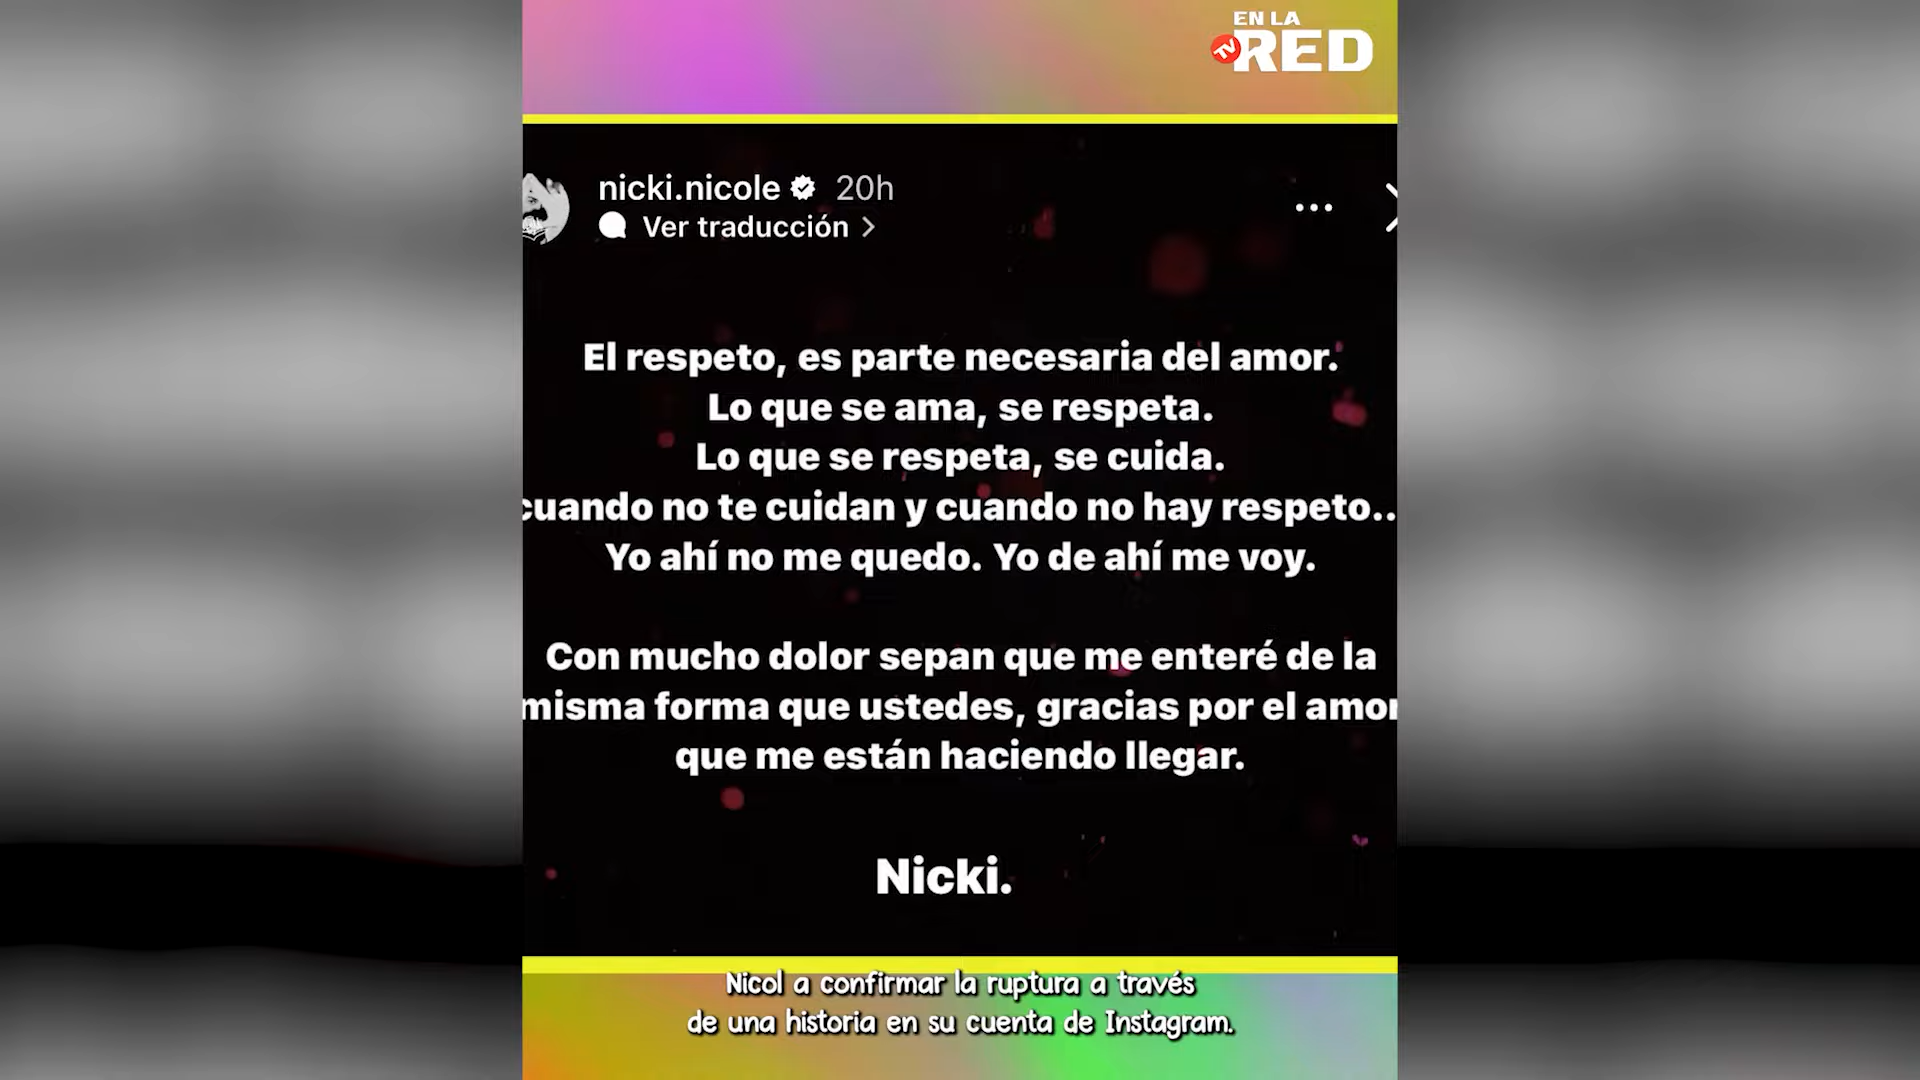 EN LA
TV RED
nicki.nicole 20h
Ver traducción >
El respeto, es parte necesaria del amor.
Lo que se ama, se respeta.
Lo que se respeta, se cuida.
cuando no te cuidan y cuando no hay respeto..
Yo ahí no me quedo. Yo de ahí me voy.
Con mucho dolor sepan que me enteré de la
misma forma que ustedes, gracias por el amor
que me están haciendo llegar.
Nicki.
Nicol a confirmar la ruptura a través
de una historia en su cuenta de Instagram.